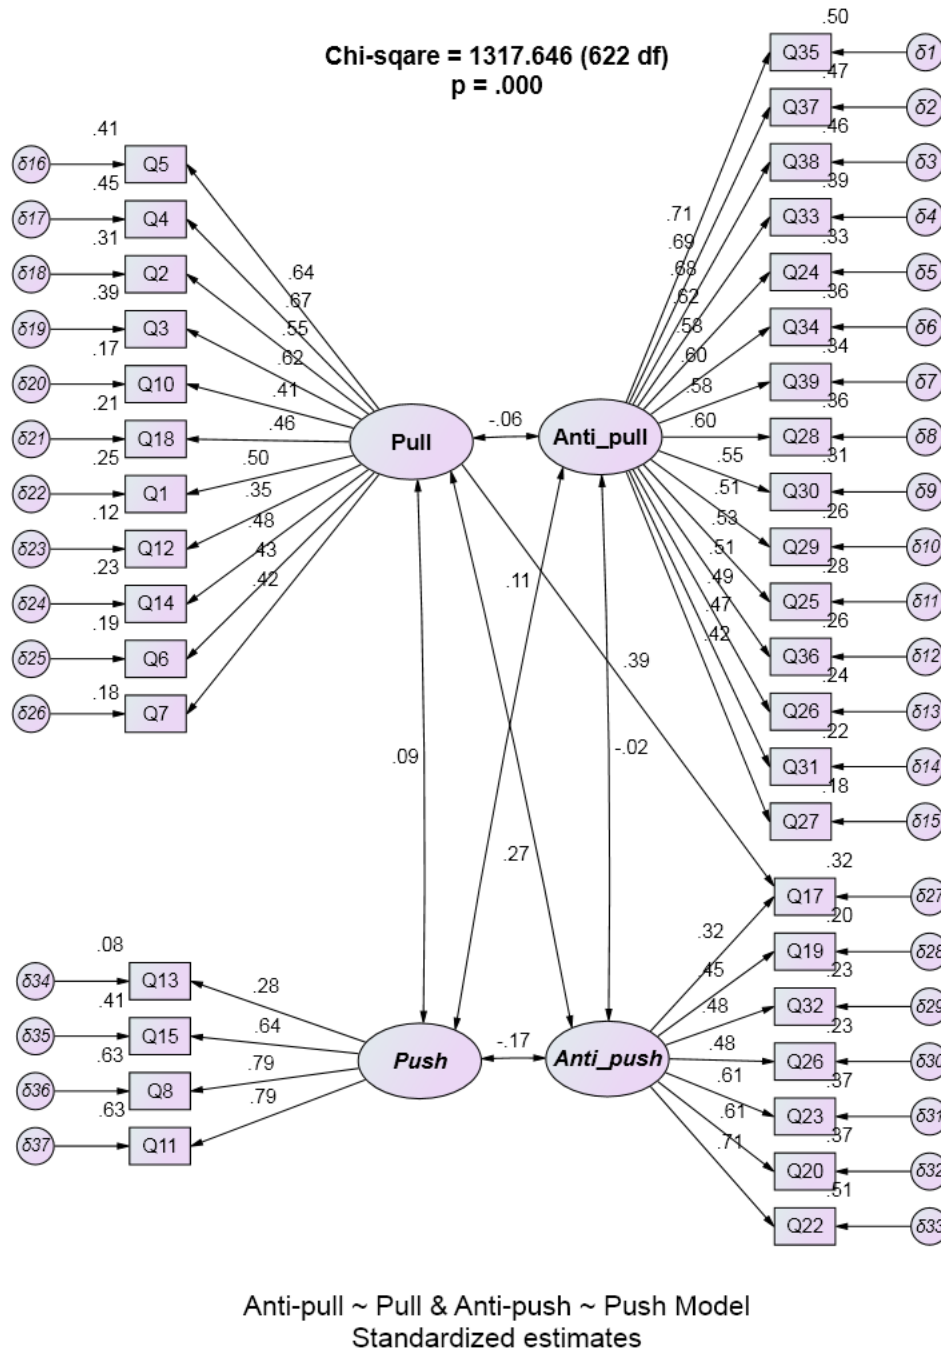 Chi-sqare = 1317.646 (622 df)
p = .000
.50
Q35
δ1
.47
Q37
δ2
.46
Q38
δ3
.39
Q33
δ4
.33
Q24
δ5
.36
Q34
δ6
.34
Q39
δ7
.36
Q28
δ8
.31
Q30
δ9
.26
Q29
δ10
.28
Q25
δ11
.26
Q36
δ12
.24
Q26
δ13
.22
Q31
δ14
.18
Q27
δ15
.71
.69
.68
.62
.58
.60
.58
.60
.55
.51
.53
.51
.49
.47
.42
.41
δ16
Q5
.45
δ17
Q4
.31
δ18
Q2
.39
δ19
Q3
.17
δ20
Q10
.21
δ21
Q18
.25
δ22
Q1
.12
δ23
Q12
.23
δ24
Q14
.19
δ25
Q6
.18
δ26
Q7
.64
.67
.55
.62
.41
.46
.50
.35
.48
.43
.42
Pull
-.06
Anti_pull
.11
.39
.09
-.02
.27
.32
Q17
δ27
.20
Q19
δ28
.23
Q32
δ29
.23
Q26
δ30
.37
Q23
δ31
.37
Q20
δ32
.51
Q22
δ33
.32
.45
.48
.48
.61
.61
.71
.08
δ34
Q13
.41
δ35
Q15
.63
δ36
Q8
.63
δ37
Q11
.28
.64
.79
.79
Push
-.17
Anti_push
Anti-pull ~ Pull & Anti-push ~ Push Model
Standardized estimates